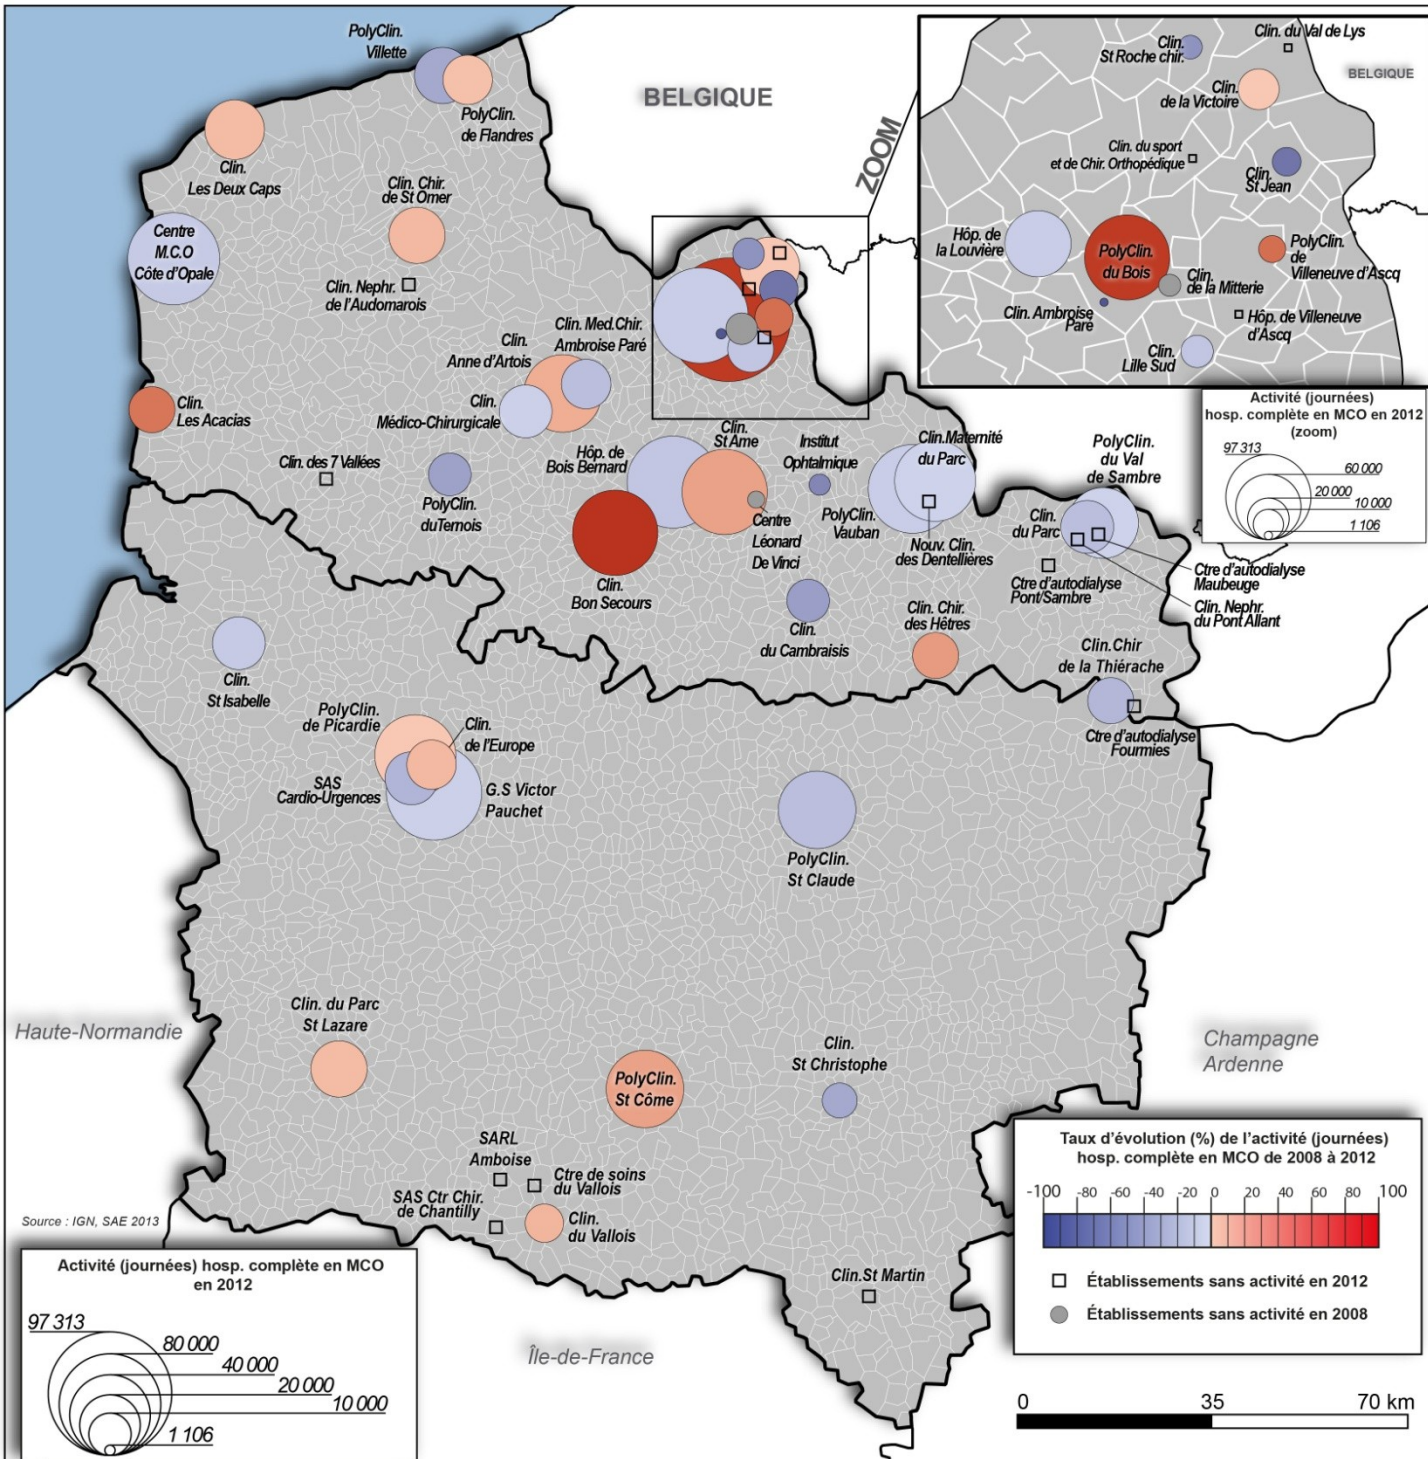 PolyClin.
Villette
PolyClin.
de Flandres
BELGIQUE
ZOOM
Clin.
Les Deux Caps
Clin. Chir.
de St Omer
Centre
M.C.O
Côte d'Opale
Clin. Nephr.
de l'Audomarois
Clin. Med.Chir.
Ambroise Paré
Clin.
Anne d'Artois
Clin.
Médico-Chirurgicale
Clin.
Les Acacias
Clin. des 7 Vallées
PolyClin.
duTernois
Hôp. de
Bois Bernard
Clin.
St Ame
Institut
Ophtalmique
Clin.Maternité
du Parc
Centre
Léonard
De Vinci
PolyClin.
Vauban
Nouv. Clin.
des Dentellières
Clin.
Bon Secours
Clin.
du Cambraisis
Clin. Chir.
des Hêtres
PolyClin.
du Val
de Sambre
Clin.
du Parc
Ctre d'autodialyse
Pont/Sambre
Ctre d'autodialyse
Maubeuge
Clin. Nephr.
du Pont Allant
Clin.Chir
de la Thiérache
Ctre d'autodialyse
Fourmies
Clin.
St Isabelle
PolyClin.
de Picardie
Clin.
de l'Europe
SAS
Cardio-Urgences
G.S Victor
Pauchet
PolyClin.
St Claude
Clin. du Parc
St Lazare
PolyClin.
St Côme
Clin.
St Christophe
SARL
Amboise
Ctre de soins
du Vallois
SAS Ctr Chir.
de Chantilly
Clin.
du Vallois
Clin.St Martin
Haute-Normandie
Champagne
Ardenne
Île-de-France
Clin.
St Roche chir.
Clin. du Val de Lys
BELGIQUE
Clin.
de la Victoire
Clin. du sport
et de Chir. Orthopédique
Clin.
St Jean
Hôp. de
la Louvière
PolyClin.
du Bois
PolyClin.
de
Villeneuve d'Ascq
Clin.
de la Mitterie
Clin. Ambroise
Paré
Hôp. de Villeneuve
d'Ascq
Clin.
Lille Sud
Activité (journées)
hosp. complète en MCO en 2012
(zoom)
97 313
60 000
20 000
10 000
1 106
Taux d'évolution (%) de l'activité (journées)
hosp. complète en MCO de 2008 à 2012
-100 -80 -60 -40 -20 0 20 40 60 80 100
Établissements sans activité en 2012
Établissements sans activité en 2008
0 35 70 km
Source : IGN, SAE 2013
Activité (journées) hosp. complète en MCO
en 2012
97 313
80 000
40 000
20 000
10 000
1 106